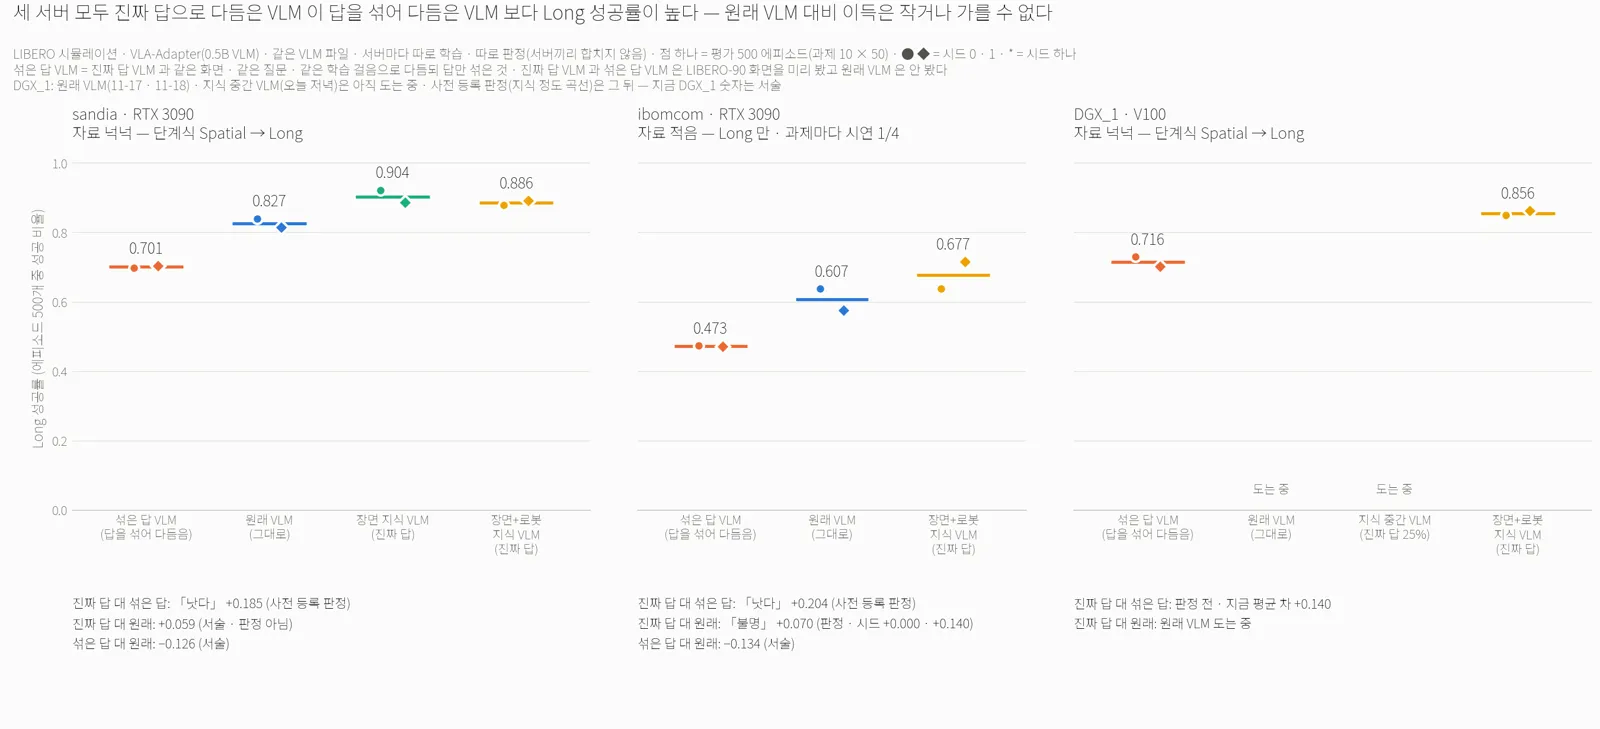 세 서버 모두 진짜 답으로 다듬은 VLM 이 답을 섞어 다듬은 VLM 보다 Long 성공률이 높다 — 원래 VLM 대비 이득은 작거나 가를 수 없다
LIBERO 시뮬레이션 · VLA-Adapter(0.5B VLM) · 같은 VLM 파일 · 서버마다 따로 학습 · 따로 판정(서버끼리 합치지 않음) · 점 하나 = 평가 500 에피소드(과제 10 × 50) · ● ◆ = 시드 0 · 1 · * = 시드 하나
섞은 답 VLM = 진짜 답 VLM 과 같은 화면 · 같은 질문 · 같은 학습 걸음으로 다듬되 답만 섞은 것 · 진짜 답 VLM 과 섞은 답 VLM 은 LIBERO-90 화면을 미리 봤고 원래 VLM 은 안 봤다
DGX_1: 원래 VLM(11-17 · 11-18) · 지식 중간 VLM(오늘 저녁)은 아직 도는 중 · 사전 등록 판정(지식 정도 곡선)은 그 뒤 — 지금 DGX_1 숫자는 서술
sandia · RTX 3090
자료 넉넉 — 단계식 Spatial → Long
Long 성공률 (에피소드 500개 중 성공 비율)
1.0
0.8
0.6
0.4
0.2
0.0
0.701
0.827
0.904
0.886
섞은 답 VLM
(답을 섞어 다듬음)
원래 VLM
(그대로)
장면 지식 VLM
(진짜 답)
장면+로봇
지식 VLM
(진짜 답)
진짜 답 대 섞은 답: 「낫다」 +0.185 (사전 등록 판정)
진짜 답 대 원래: +0.059 (서술 · 판정 아님)
섞은 답 대 원래: −0.126 (서술)
ibomcom · RTX 3090
자료 적음 — Long 만 · 과제마다 시연 1/4
0.473
0.607
0.677
섞은 답 VLM
(답을 섞어 다듬음)
원래 VLM
(그대로)
장면+로봇
지식 VLM
(진짜 답)
진짜 답 대 섞은 답: 「낫다」 +0.204 (사전 등록 판정)
진짜 답 대 원래: 「불명」 +0.070 (판정 · 시드 +0.000 · +0.140)
섞은 답 대 원래: −0.134 (서술)
DGX_1 · V100
자료 넉넉 — 단계식 Spatial → Long
0.716
도는 중
도는 중
0.856
섞은 답 VLM
(답을 섞어 다듬음)
원래 VLM
(그대로)
지식 중간 VLM
(진짜 답 25%)
장면+로봇
지식 VLM
(진짜 답)
진짜 답 대 섞은 답: 판정 전 · 지금 평균 차 +0.140
진짜 답 대 원래: 원래 VLM 도는 중